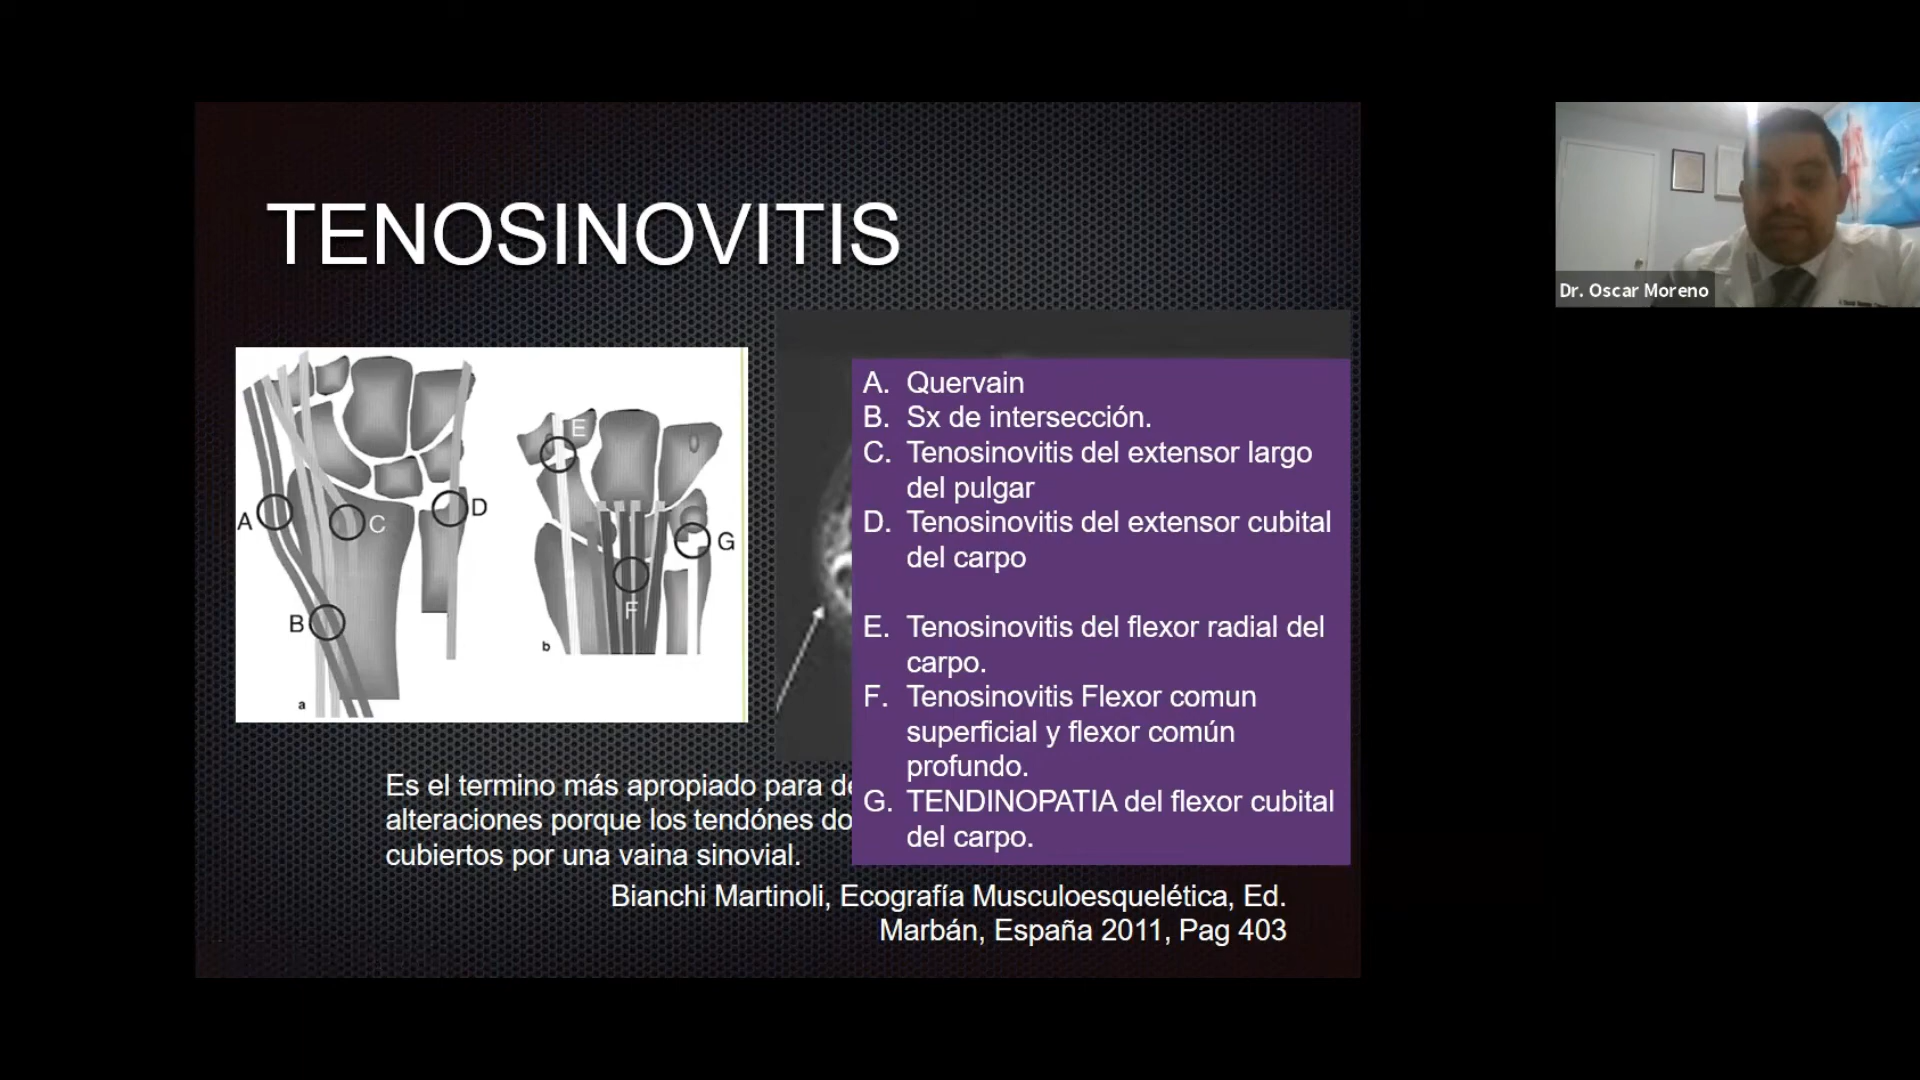 TENOSINOVITIS
A
B
C
D
a
E
F
G
b
A. Quervain
B. Sx de intersección.
C. Tenosinovitis del extensor largo
del pulgar
D. Tenosinovitis del extensor cubital
del carpo
E. Tenosinovitis del flexor radial del
carpo.
F. Tenosinovitis Flexor comun
superficial y flexor común
profundo.
G. TENDINOPATIA del flexor cubital
del carpo.
Es el termino más apropiado para
alteraciones porque los tendónes
cubiertos por una vaina sinovial.
Bianchi Martinoli, Ecografía Musculoesquelética, Ed.
Marbán, España 2011, Pag 403
Dr. Oscar Moreno